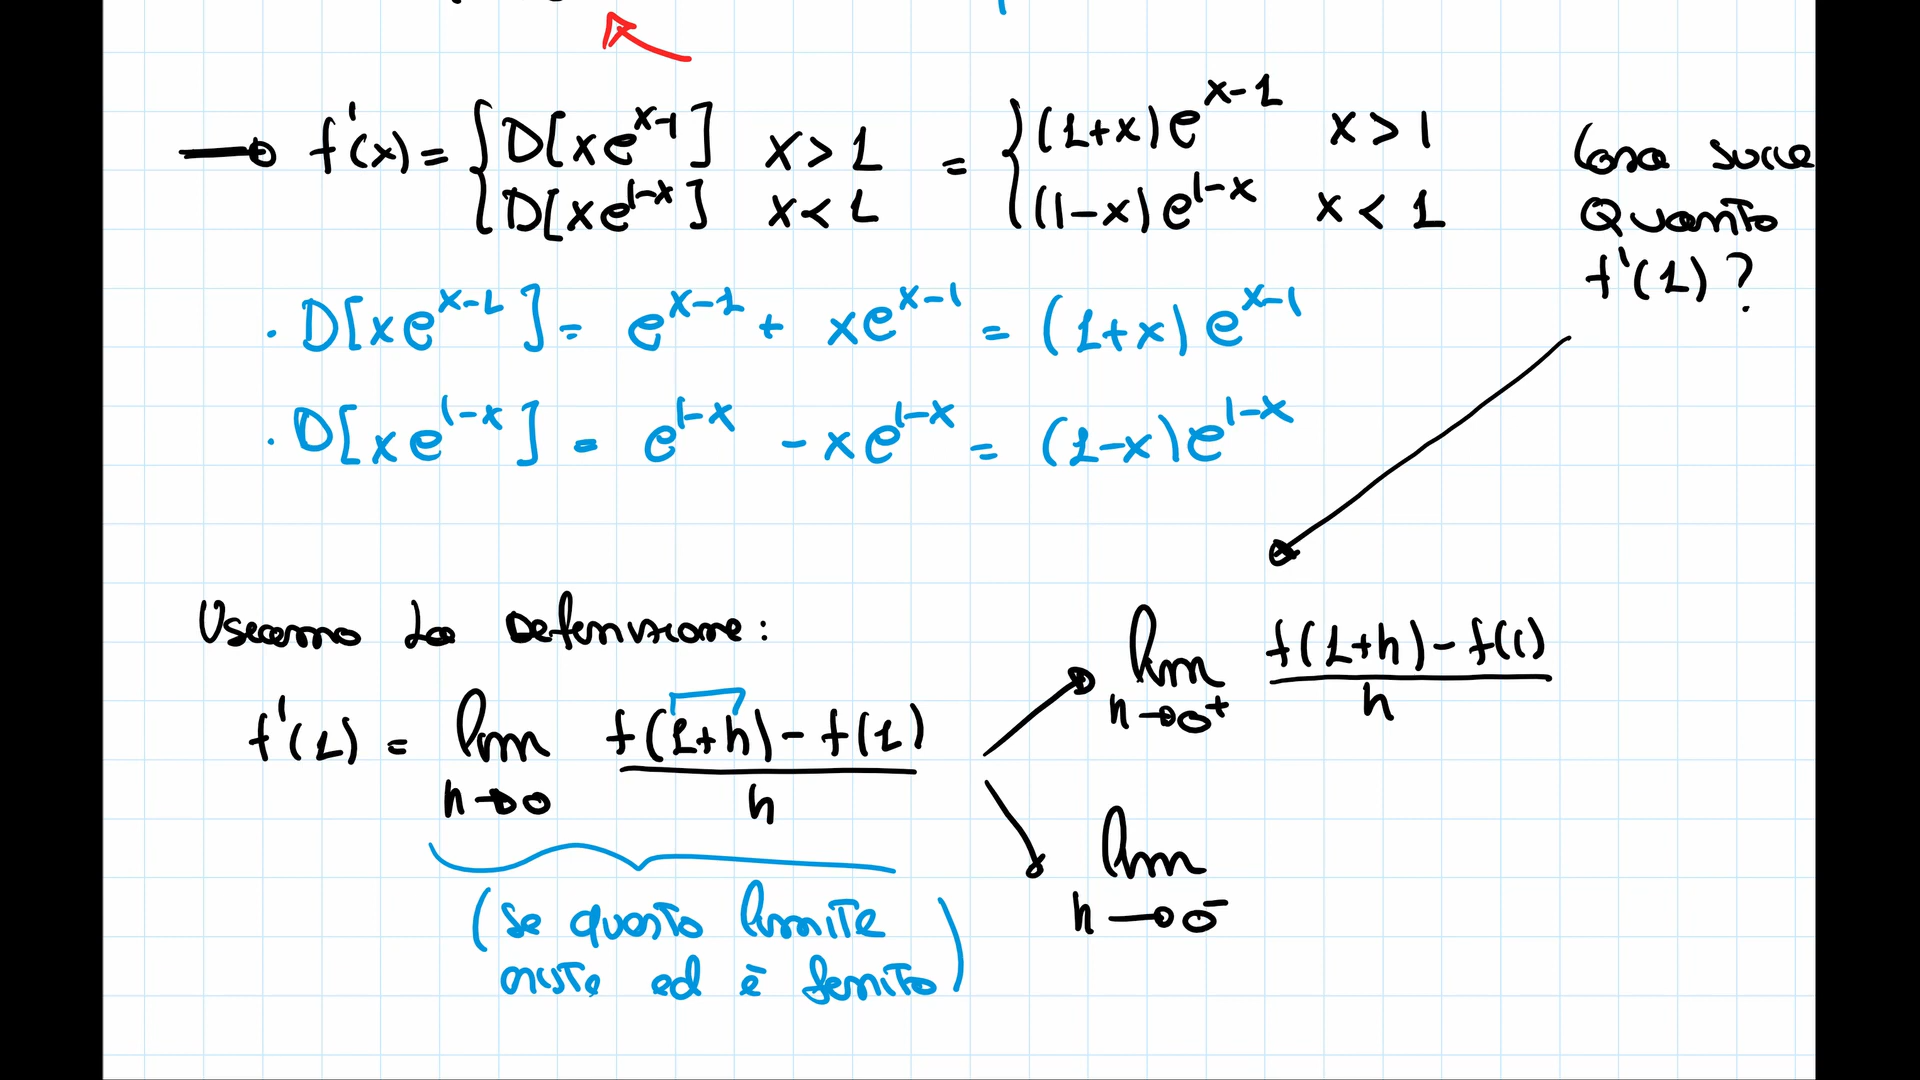 f'(x) = { D[xe^{x-1}] x > 1 = { (1+x)e^{x-1} x > 1
D[xe^{1-x}] x < 1 (1-x)e^{1-x} x < 1
Cosa succe
Quanto
f'(1)?
· D[xe^{x-1}] = e^{x-1} + xe^{x-1} = (1+x)e^{x-1}
· D[xe^{1-x}] = e^{1-x} - xe^{1-x} = (1-x)e^{1-x}
Usiamo la Definizione:
f'(1) = lim_{h→0} \frac{f(1+h) - f(1)}{h}
lim_{h→0^+} \frac{f(1+h) - f(1)}{h}
lim_{h→0^-}
(se questo limite
esiste ed è finito)